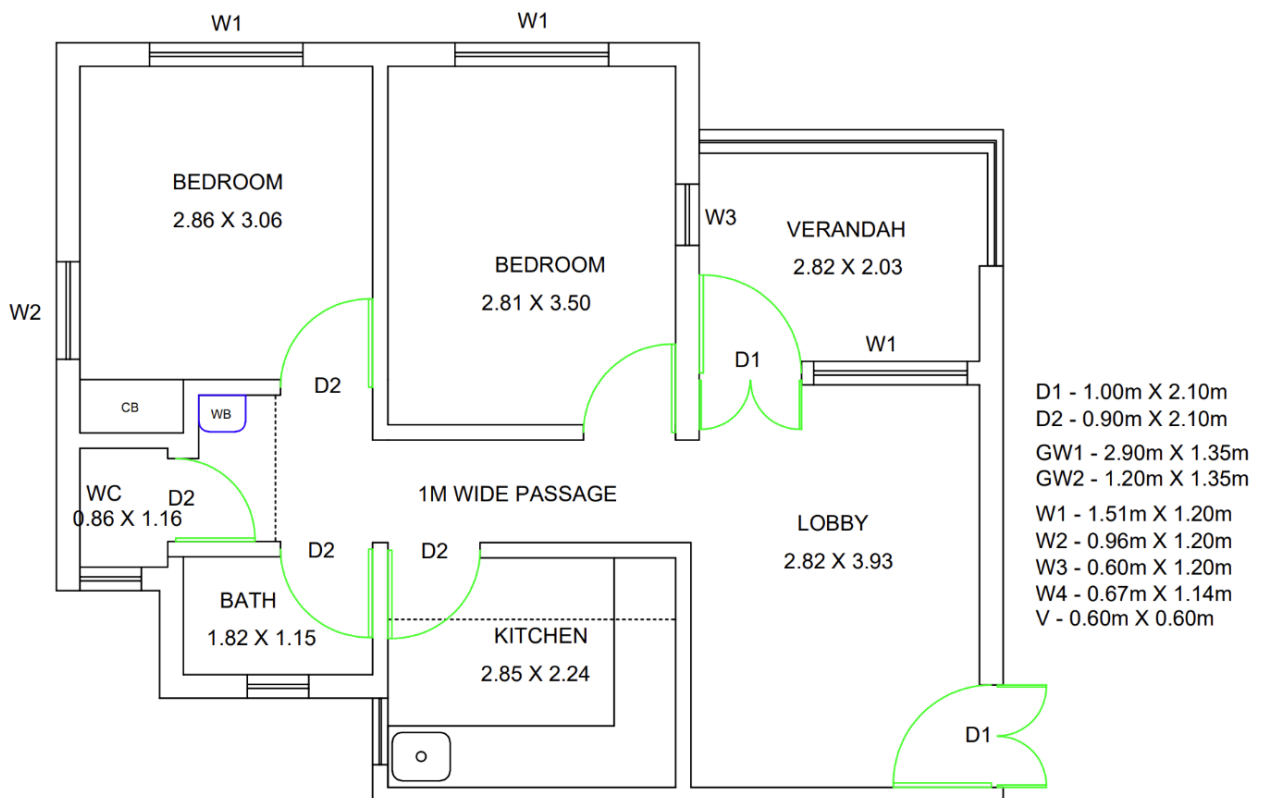 W1
W1
BEDROOM
2.86 X 3.06
W3
VERANDAH
2.82 X 2.03
BEDROOM
2.81 X 3.50
W2
W1
D1
D2
CB
WB
D1 - 1.00m X 2.10m
D2 - 0.90m X 2.10m
GW1 - 2.90m X 1.35m
GW2 - 1.20m X 1.35m
W1 - 1.51m X 1.20m
W2 - 0.96m X 1.20m
W3 - 0.60m X 1.20m
W4 - 0.67m X 1.14m
V - 0.60m X 0.60m
WC
0.86 X 1.16
D2
1M WIDE PASSAGE
LOBBY
2.82 X 3.93
D2
D2
BATH
1.82 X 1.15
KITCHEN
2.85 X 2.24
D1